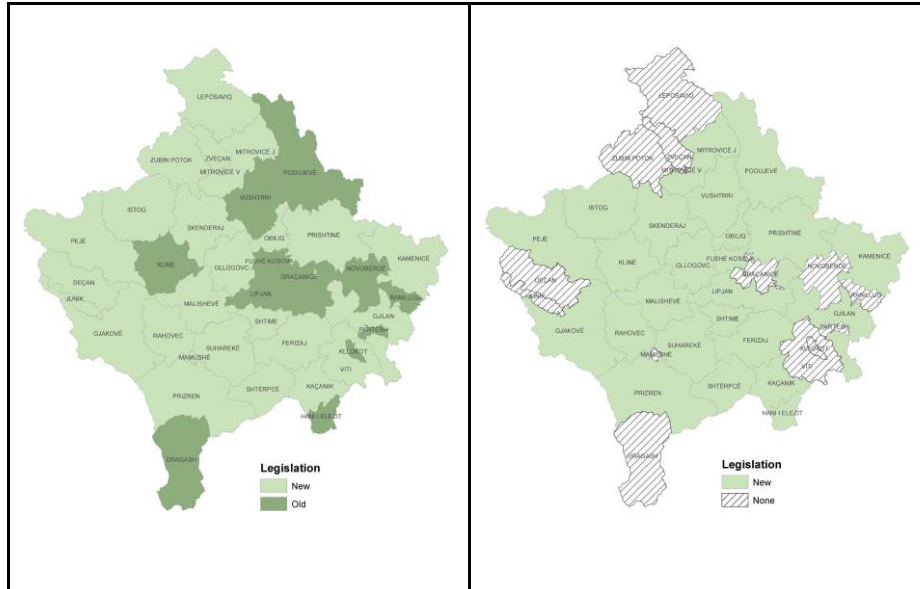 LEPOSAVIQ
ZUBIN POTOK
ZVEÇAN
MITROVICË J
MITROVICË V
PODUJEVË
VUSHTRRI
ISTOG
SKENDERAJ
OBILIQ
PRISHTINË
PEJË
FUSHË KOSOVA
KAMENICË
KLINË
GLLOGOVC
GRAÇANICË
NOVOBËRDË
DEÇAN
LIPJAN
RANILLUG
JUNIK
MALISHEVË
GJILAN
SHTIME
PARTESH
GJAKOVË
RAHOVEC
SUHAREKË
FERIZAJ
KLLOKOT
MAMUSHË
VITI
SHTËRPCË
KAÇANIK
PRIZREN
HANI I ELEZIT
DRAGASH
Legislation
New
Old
LEPOSAVIQ
ZUBIN POTOK
ZVEÇAN
MITROVICË J
MITROVICË V
PODUJEVË
VUSHTRRI
ISTOG
SKENDERAJ
OBILIQ
PRISHTINË
PEJË
FUSHË KOSOVA
KAMENICË
KLINË
GLLOGOVC
GRAÇANICË
NOVOBËRDË
DEÇAN
LIPJAN
RANILLUG
JUNIK
MALISHEVË
GJILAN
SHTIME
PARTESH
GJAKOVË
RAHOVEC
SUHAREKË
FERIZAJ
KLLOKOT
MAMUSHË
VITI
SHTËRPCË
KAÇANIK
PRIZREN
HANI I ELEZIT
DRAGASH
Legislation
New
None